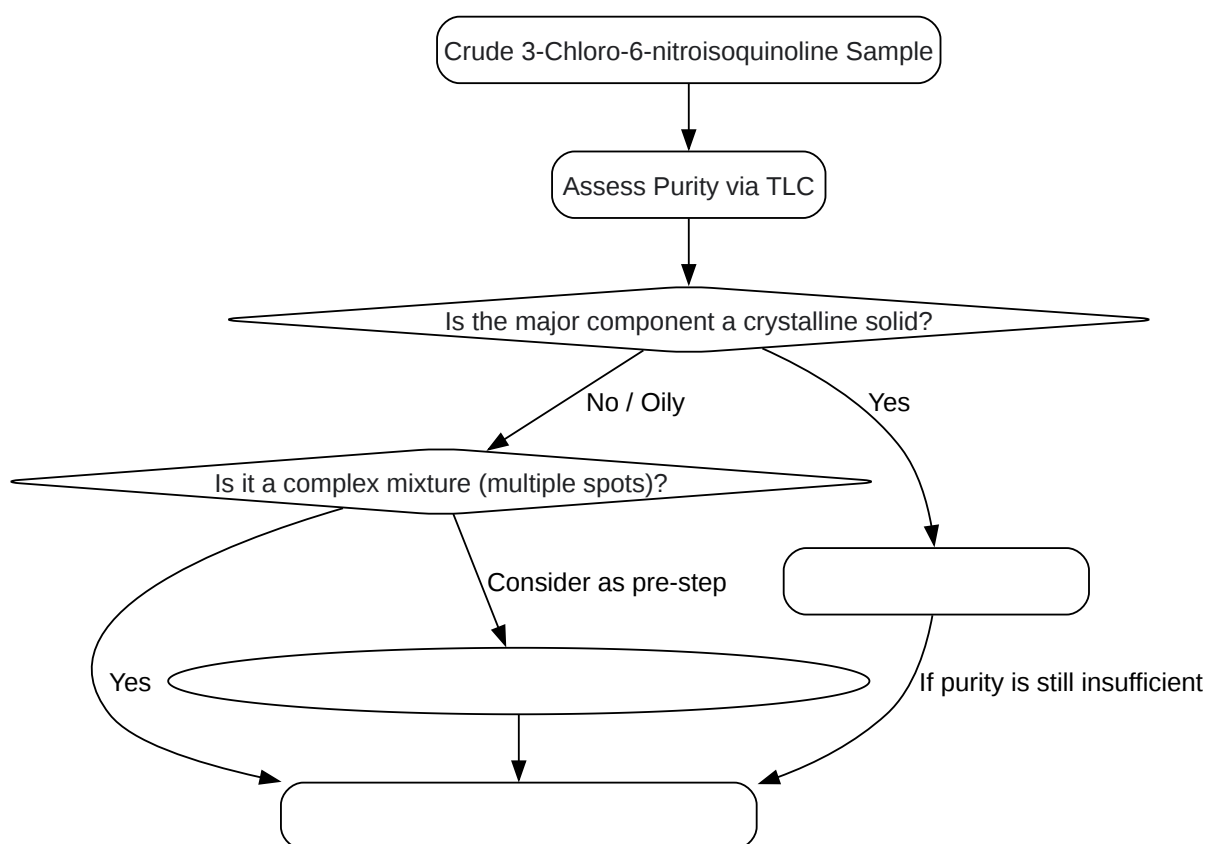 Crude 3-Chloro-6-nitroisoquinoline Sample
Assess Purity via TLC
Is the major component a crystalline solid?
No / Oily
Yes
Is it a complex mixture (multiple spots)?
Consider as pre-step
Yes
If purity is still insufficient